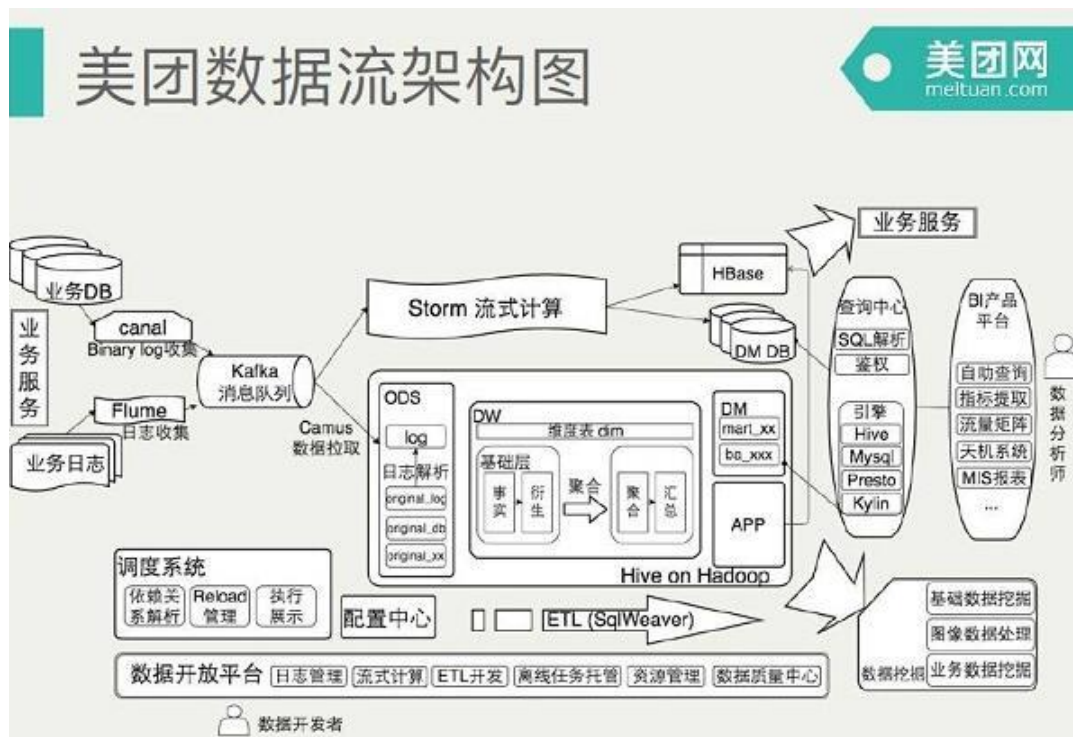 美团数据流架构图
美团网
meituan.com
业务服务
业务DB
canal
Binary log收集
业务服务
Flume
日志收集
业务日志
Kafka
消息队列
Storm 流式计算
HBase
DM DB
Camus
数据拉取
ODS
log
日志解析
original_log
original_db
original_xx
DW
维度表 dim
基础层
事实
衍生
聚合
聚合
汇总
DM
mart_xx
ba_xxx
APP
Hive on Hadoop
查询中心
SQL解析
鉴权
引擎
Hive
Mysql
Presto
Kylin
BI产品
平台
自助查询
指标提取
流量矩阵
天机系统
MIS报表
...
数据分析师
调度系统
依赖关
系解析
Reload
管理
执行
展示
配置中心
ETL (SqlWeaver)
数据挖掘
基础数据挖掘
图像数据处理
业务数据挖掘
数据开放平台 日志管理 流式计算 ETL开发 离线任务托管 资源管理 数据质量中心
数据开发者